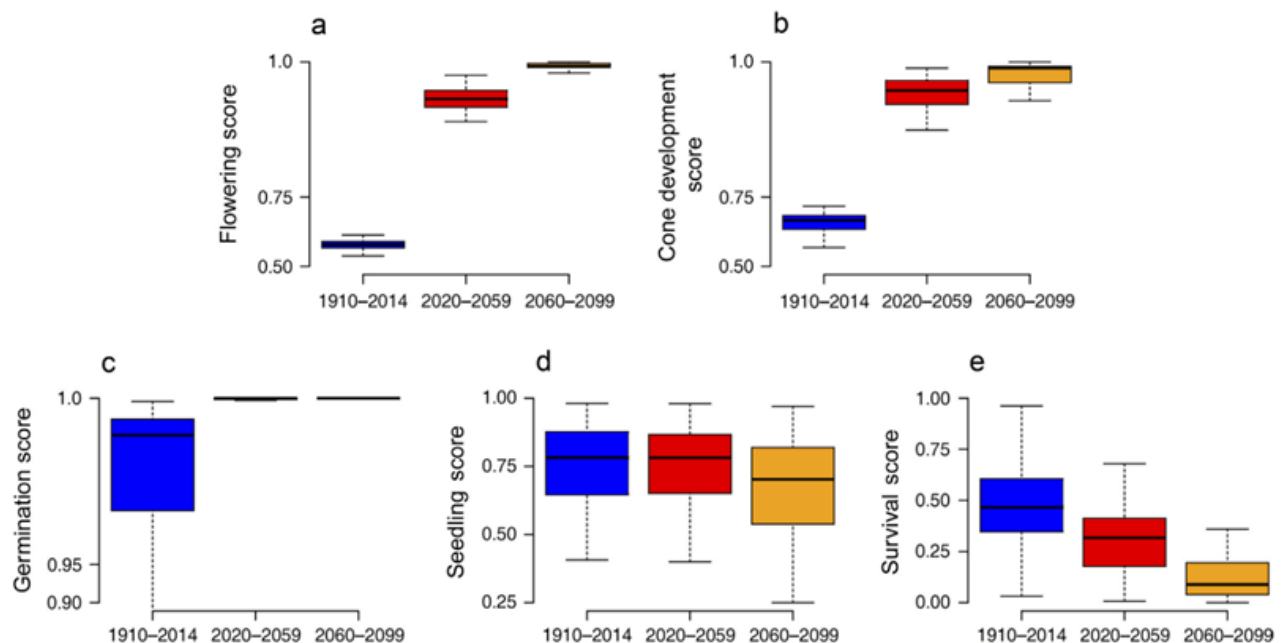 a
b
1.0
0.75
0.50
Flowering score
1910–2014 2020–2059 2060–2099
1.0
0.75
0.50
Cone development
score
1910–2014 2020–2059 2060–2099
c
1.0
0.95
0.90
Germination score
1910–2014 2020–2059 2060–2099
d
1.00
0.75
0.50
0.25
Seedling score
1910–2014 2020–2059 2060–2099
e
1.00
0.75
0.50
0.25
0.00
Survival score
1910–2014 2020–2059 2060–2099